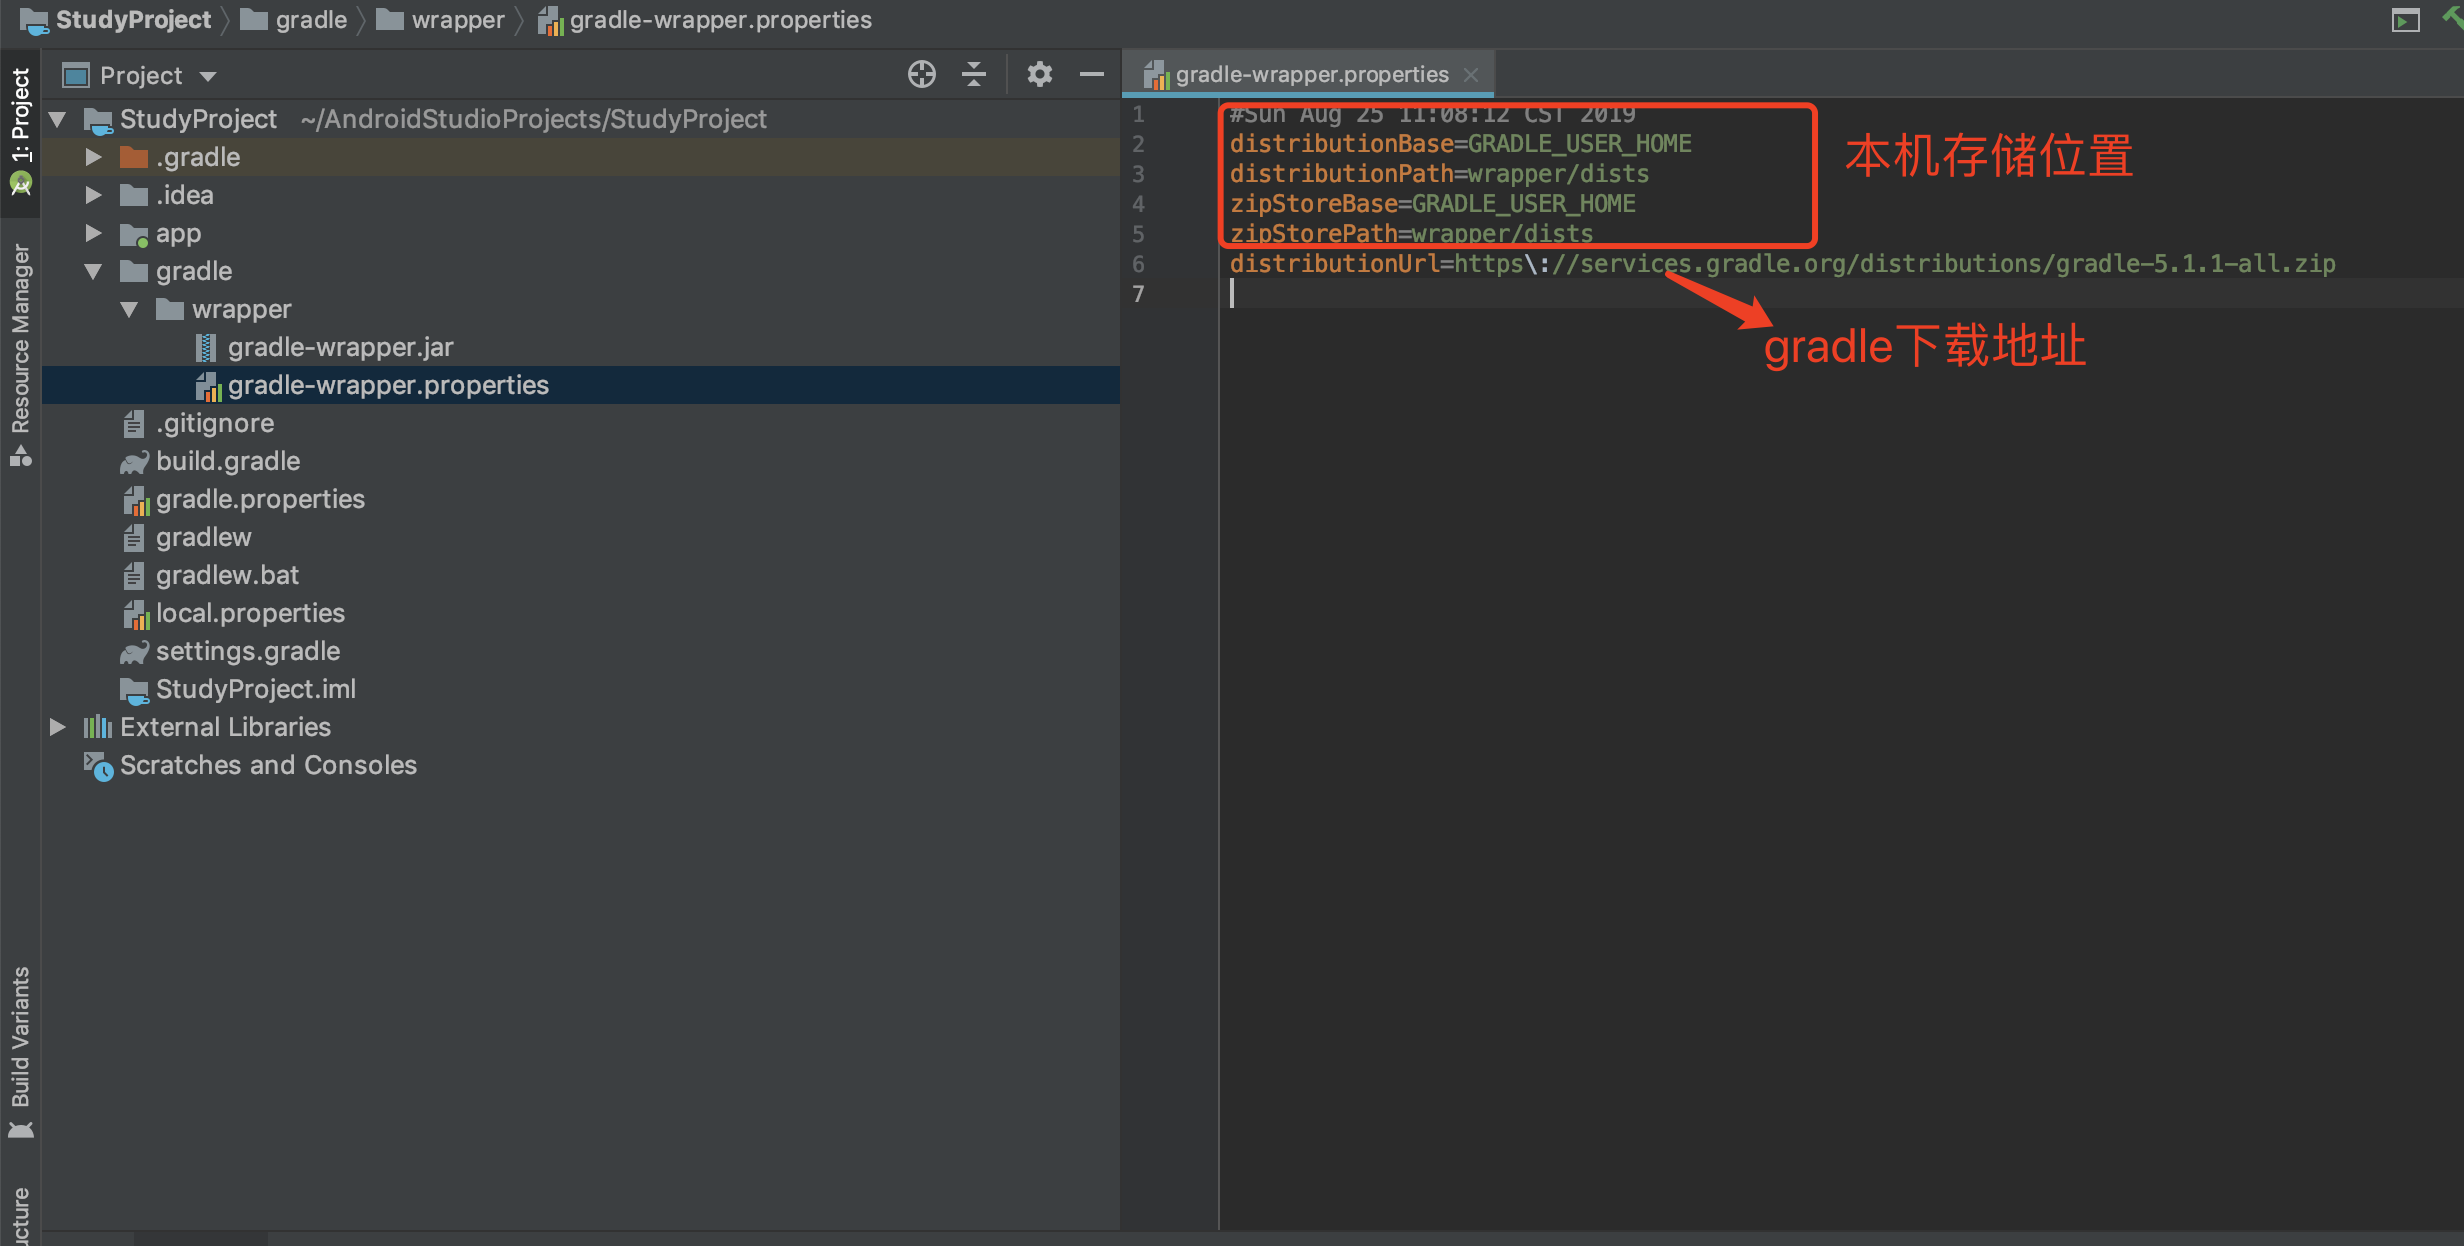 StudyProject gradle wrapper gradle-wrapper.properties
1: Project
Resource Manager
Build Variants
ucture
Project
StudyProject ~/AndroidStudioProjects/StudyProject
.gradle
.idea
app
gradle
wrapper
gradle-wrapper.jar
gradle-wrapper.properties
.gitignore
build.gradle
gradle.properties
gradlew
gradlew.bat
local.properties
settings.gradle
StudyProject.iml
External Libraries
Scratches and Consoles
gradle-wrapper.properties
1 #Sun Aug 25 11:08:12 CST 2019
2 distributionBase=GRADLE_USER_HOME
3 distributionPath=wrapper/dists
4 zipStoreBase=GRADLE_USER_HOME
5 zipStorePath=wrapper/dists
6 distributionUrl=https\://services.gradle.org/distributions/gradle-5.1.1-all.zip
7
本机存储位置
gradle下载地址